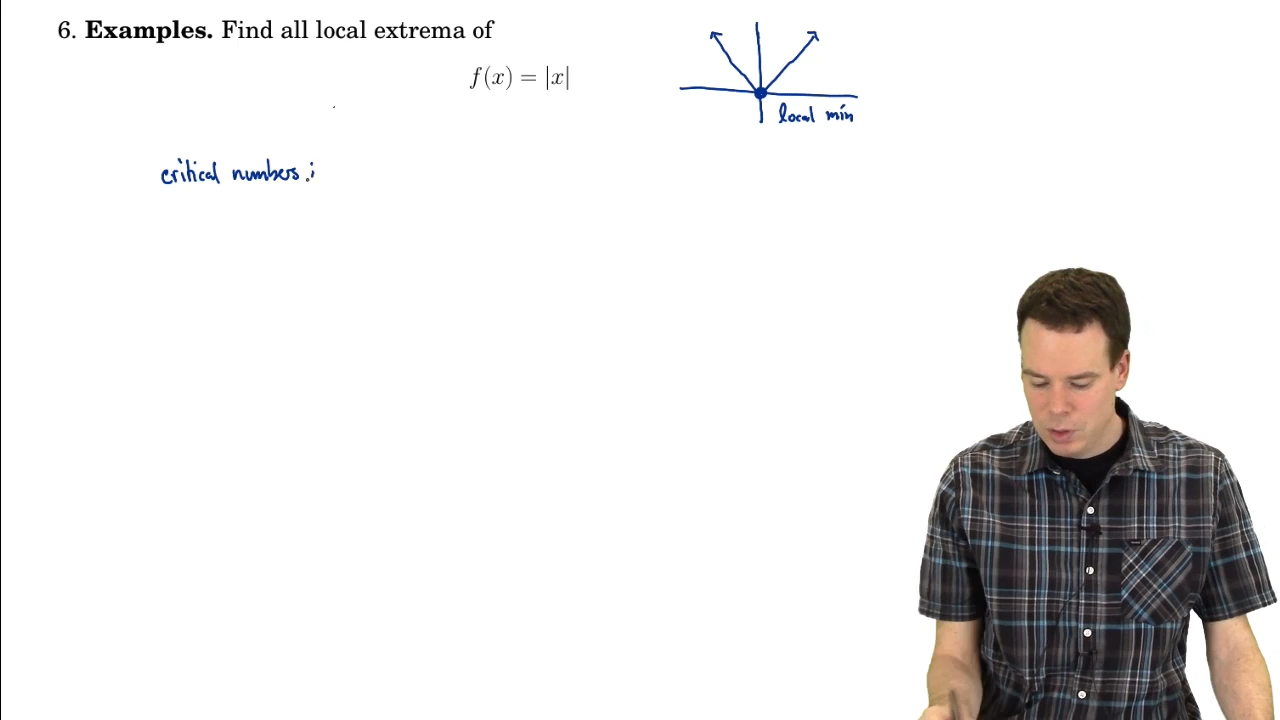 6. Examples. Find all local extrema of
f(x) = |x|
local min
critical numbers: